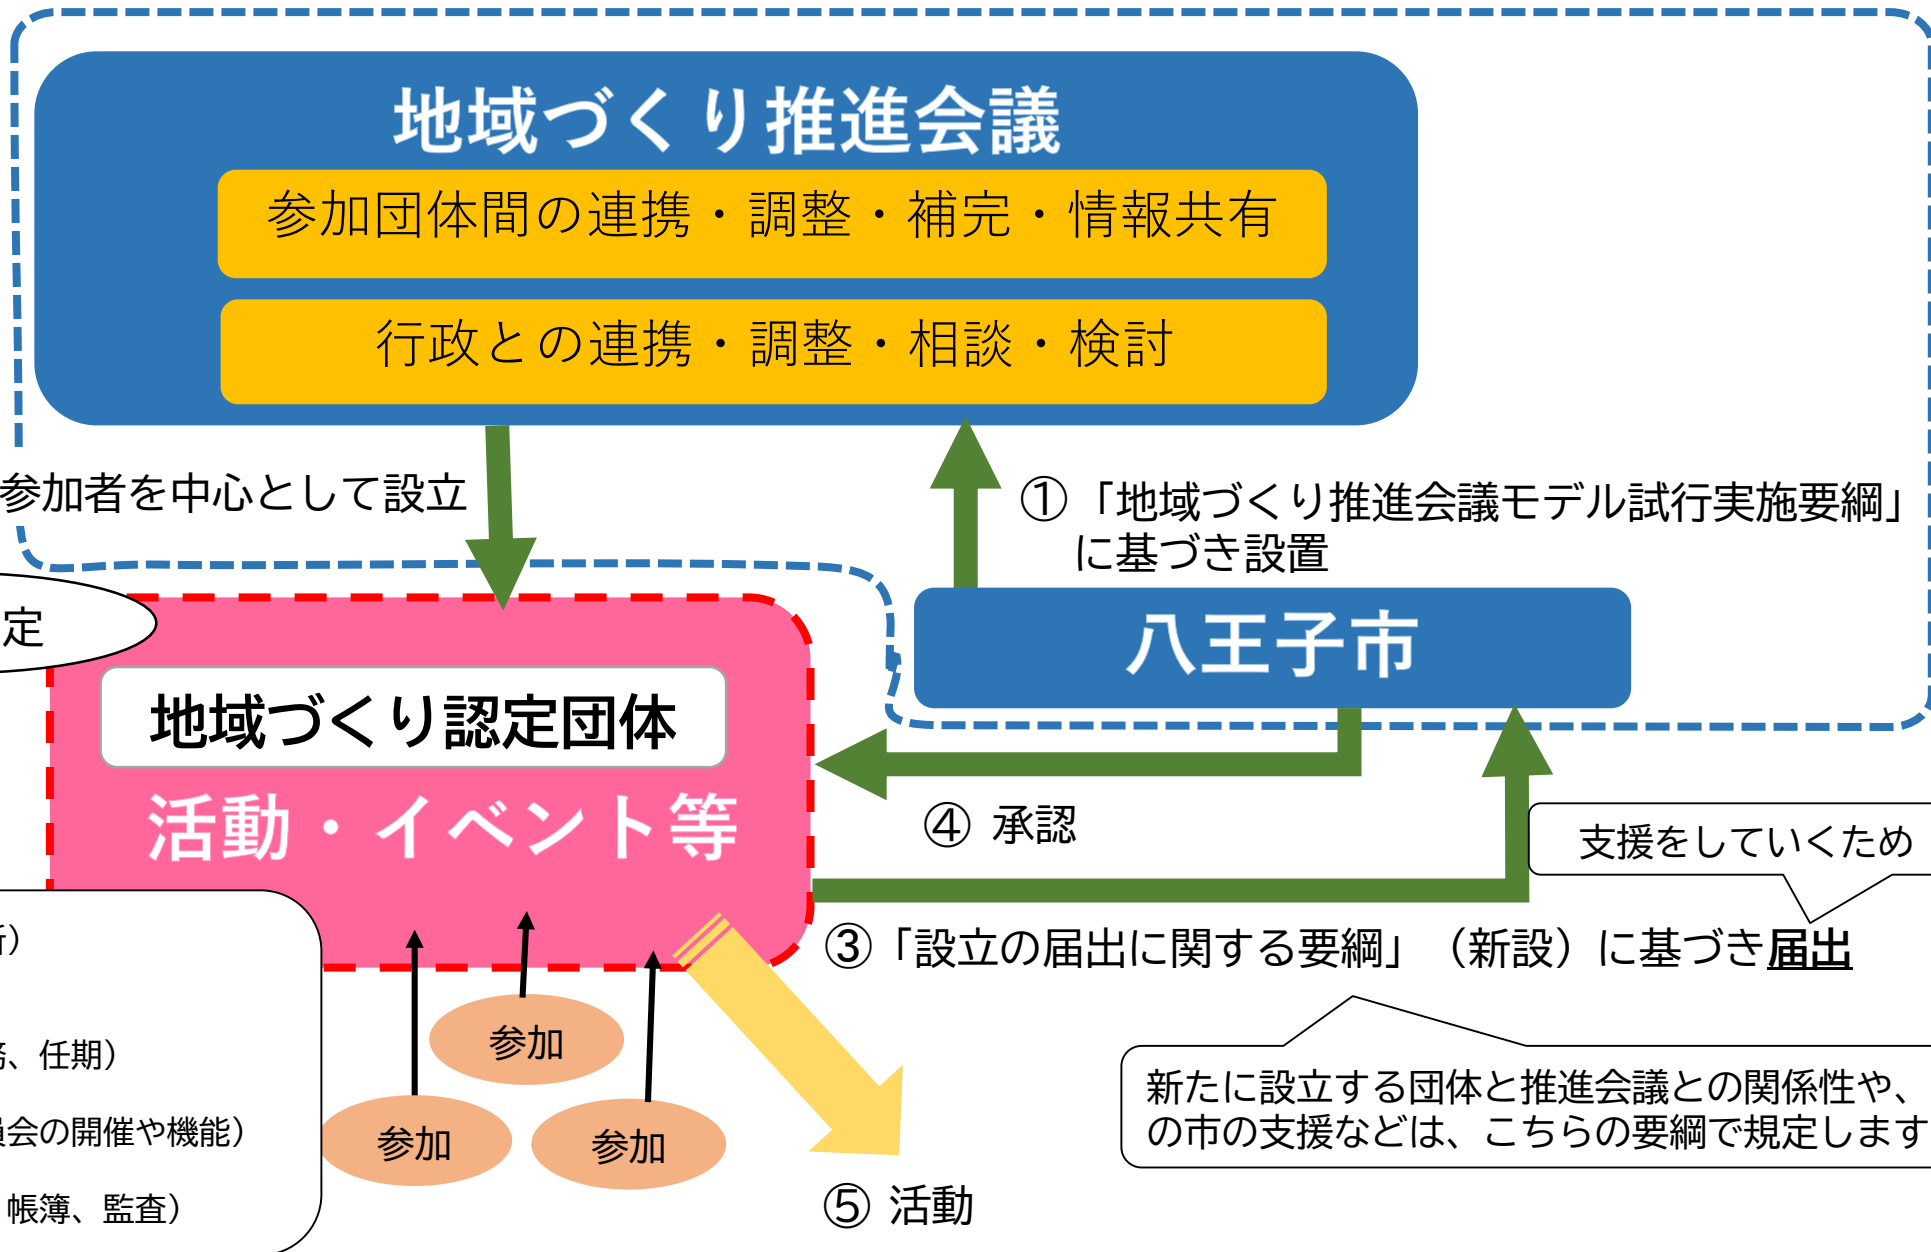 地域づくり推進会議
参加団体間の連携・調整・補完・情報共有
行政との連携・調整・相談・検討
参加者を中心として設立
①「地域づくり推進会議モデル試行実施要綱」
に基づき設置
定
八王子市
地域づくり認定団体
活動・イベント等
④ 承認
支援をしていくため
③「設立の届出に関する要綱」（新設）に基づき届出
）
、任期）
会の開催や機能）
帳簿、監査）
参加
参加
参加
新たに設立する団体と推進会議との関係性や、
の市の支援などは、こちらの要綱で規定します
⑤ 活動